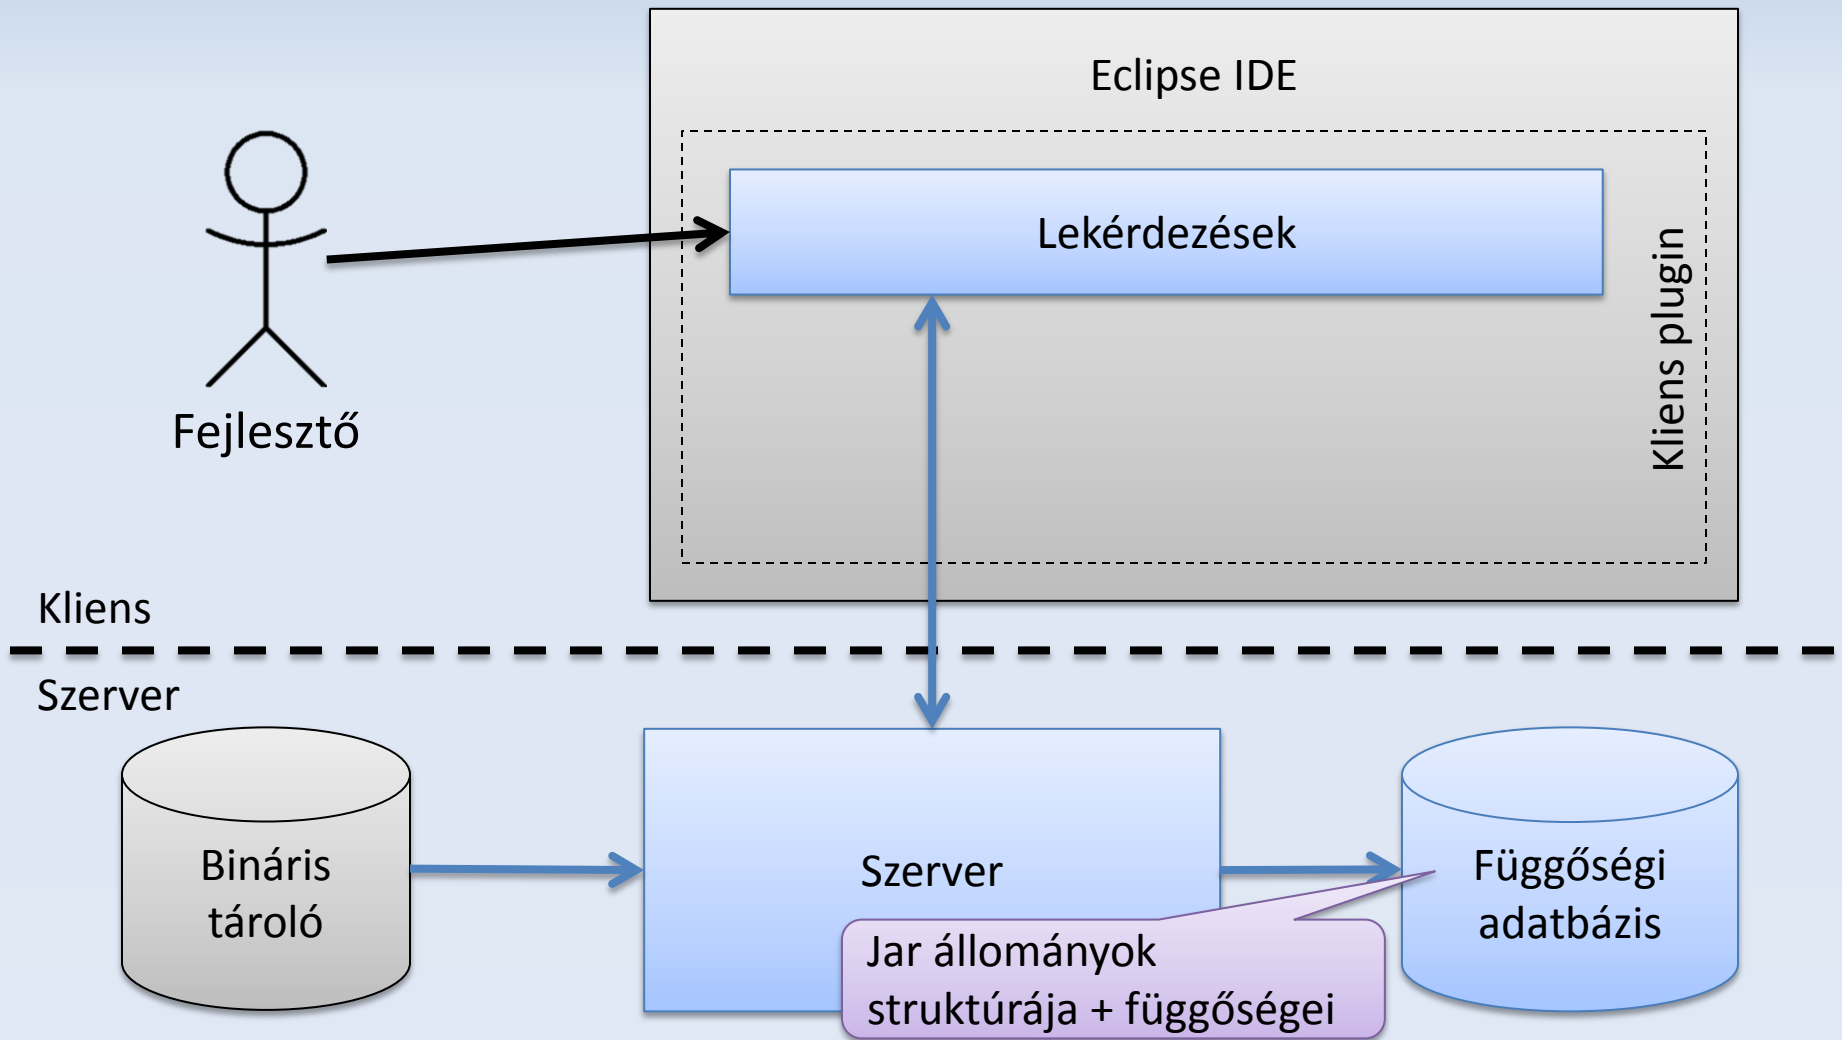 Eclipse IDE
Lekérdezések
Kliens plugin
Fejlesztő
Kliens
Szerver
Bináris
tároló
Szerver
Függőségi
adatbázis
Jar állományok
struktúrája + függőségei